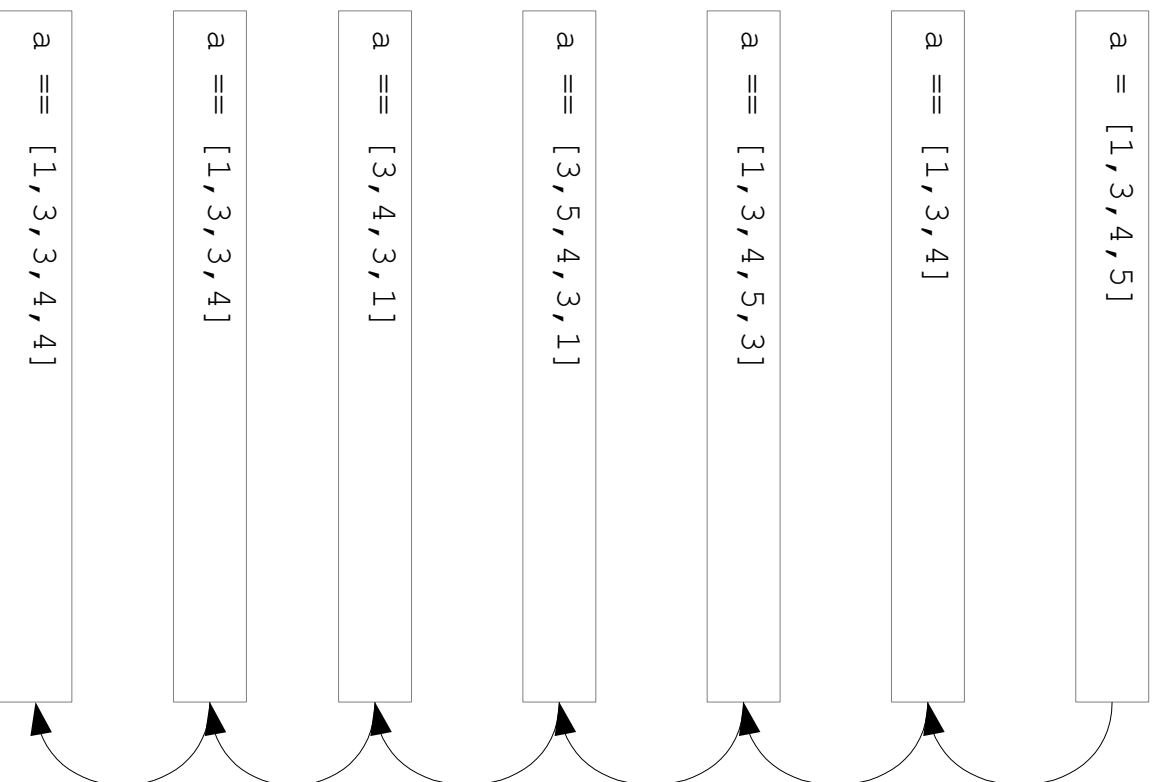 a = [1,3,4,5]
a == [1,3,4]
a == [1,3,4,5,3]
a == [3,5,4,3,1]
a == [3,4,3,1]
a == [1,3,3,4]
a == [1,3,3,4,4]